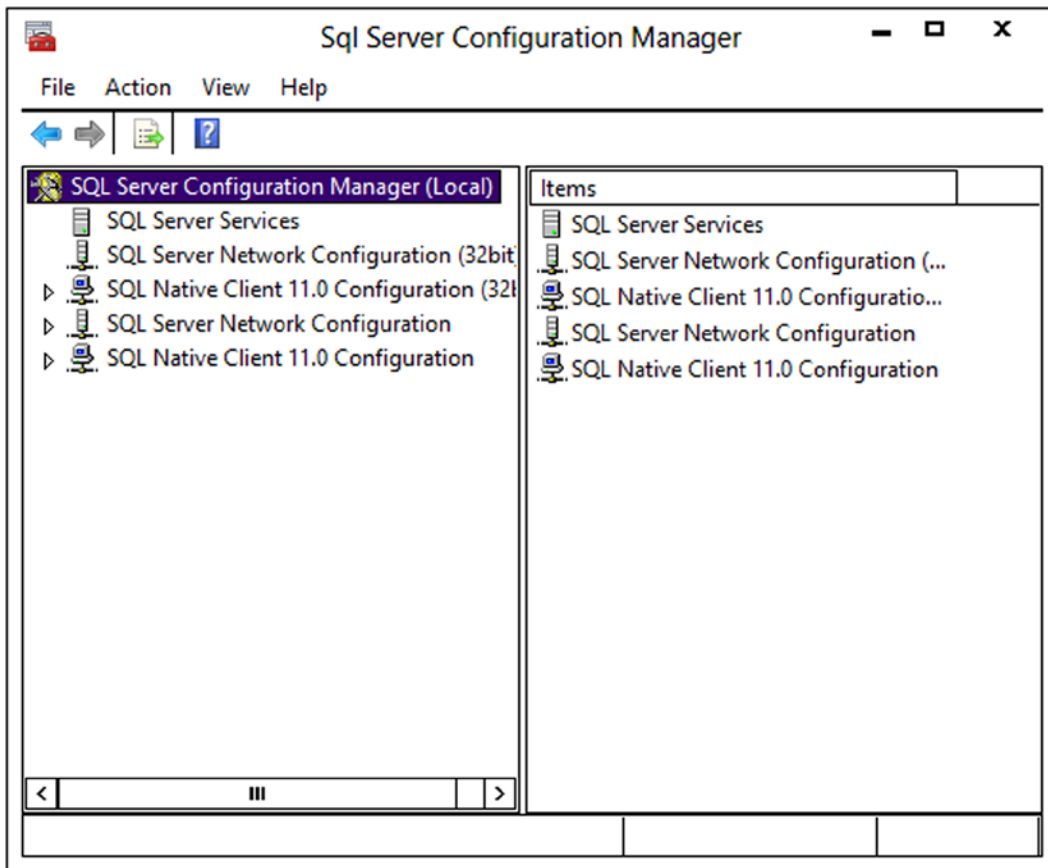 Sql Server Configuration Manager
File Action View Help
SQL Server Configuration Manager (Local)
SQL Server Services
SQL Server Network Configuration (32bit
SQL Native Client 11.0 Configuration (32
SQL Server Network Configuration
SQL Native Client 11.0 Configuration
Items
SQL Server Services
SQL Server Network Configuration (...
SQL Native Client 11.0 Configuratio...
SQL Server Network Configuration
SQL Native Client 11.0 Configuration